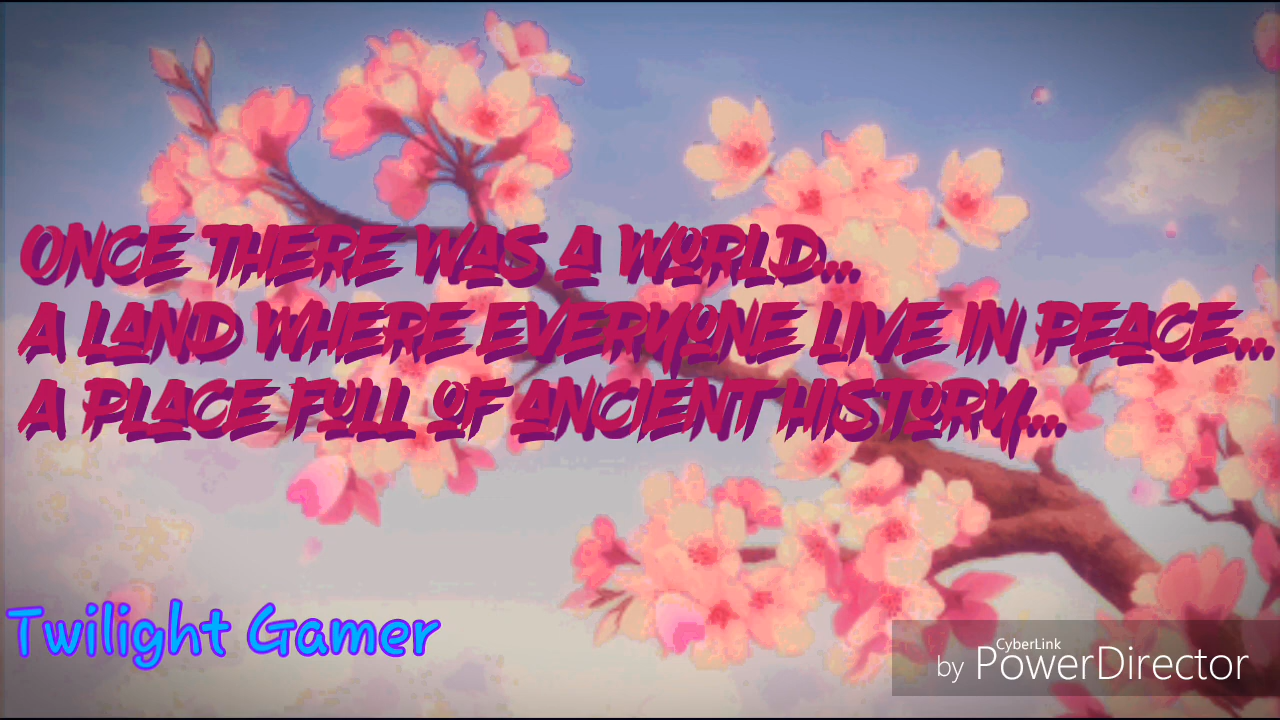 ONCE THERE WAS A WORLD...
A LAND WHERE EVERYONE LIVE IN PEACE...
A PLACE FULL OF ANCIENT HISTORY...
Twilight Gamer
by CyberLink PowerDirector